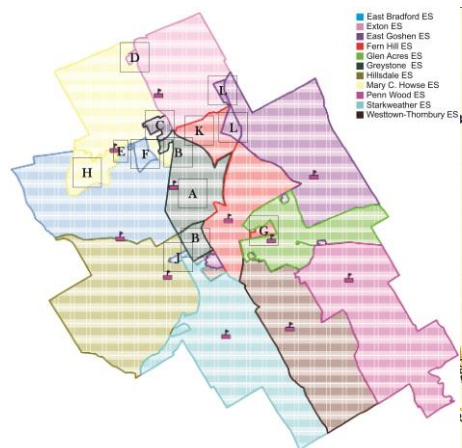 East Bradford ES
Exton ES
East Goshen ES
Fern Hill ES
Glen Acres ES
Greystone ES
Hillsdale ES
Mary C. Howse ES
Penn Wood ES
Starkweather ES
Westtown-Thornbury ES
D
L
C
K
L
E
F
B
H
A
B
G
J